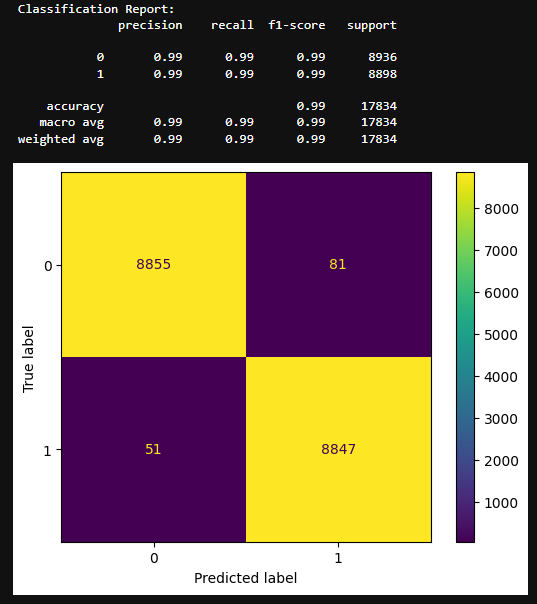 Classification Report:
precision recall f1-score support
0 0.99 0.99 0.99 8936
1 0.99 0.99 0.99 8898
accuracy 0.99 17834
macro avg 0.99 0.99 0.99 17834
weighted avg 0.99 0.99 0.99 17834
8000
7000
6000
5000
4000
3000
2000
1000
0
8855 81
True label
1
51 8847
0 1
Predicted label